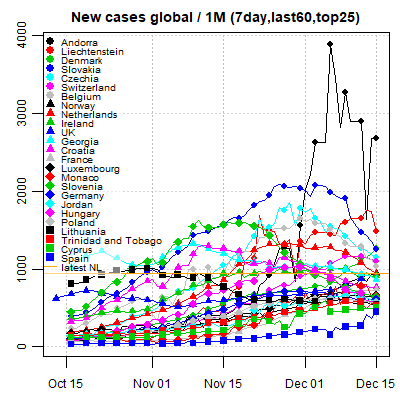 New cases global / 1M (7day,last60,top25)
4000
3000
2000
1000
0
Andorra
Liechtenstein
Denmark
Slovakia
Czechia
Switzerland
Belgium
Norway
Netherlands
Ireland
UK
Georgia
Croatia
France
Luxembourg
Monaco
Slovenia
Germany
Jordan
Hungary
Poland
Lithuania
Trinidad and Tobago
Cyprus
Spain
latest NL
Oct 15
Nov 01
Nov 15
Dec 01
Dec 15